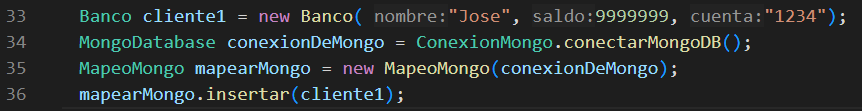 33 Banco cliente1 = new Banco( nombre:"Jose", saldo:9999999, cuenta:"1234");
34 MongoDatabase conexionDeMongo = ConexionMongo.conectarMongoDB();
35 MapeoMongo mapearMongo = new MapeoMongo(conexionDeMongo);
36 mapearMongo.insertar(cliente1);